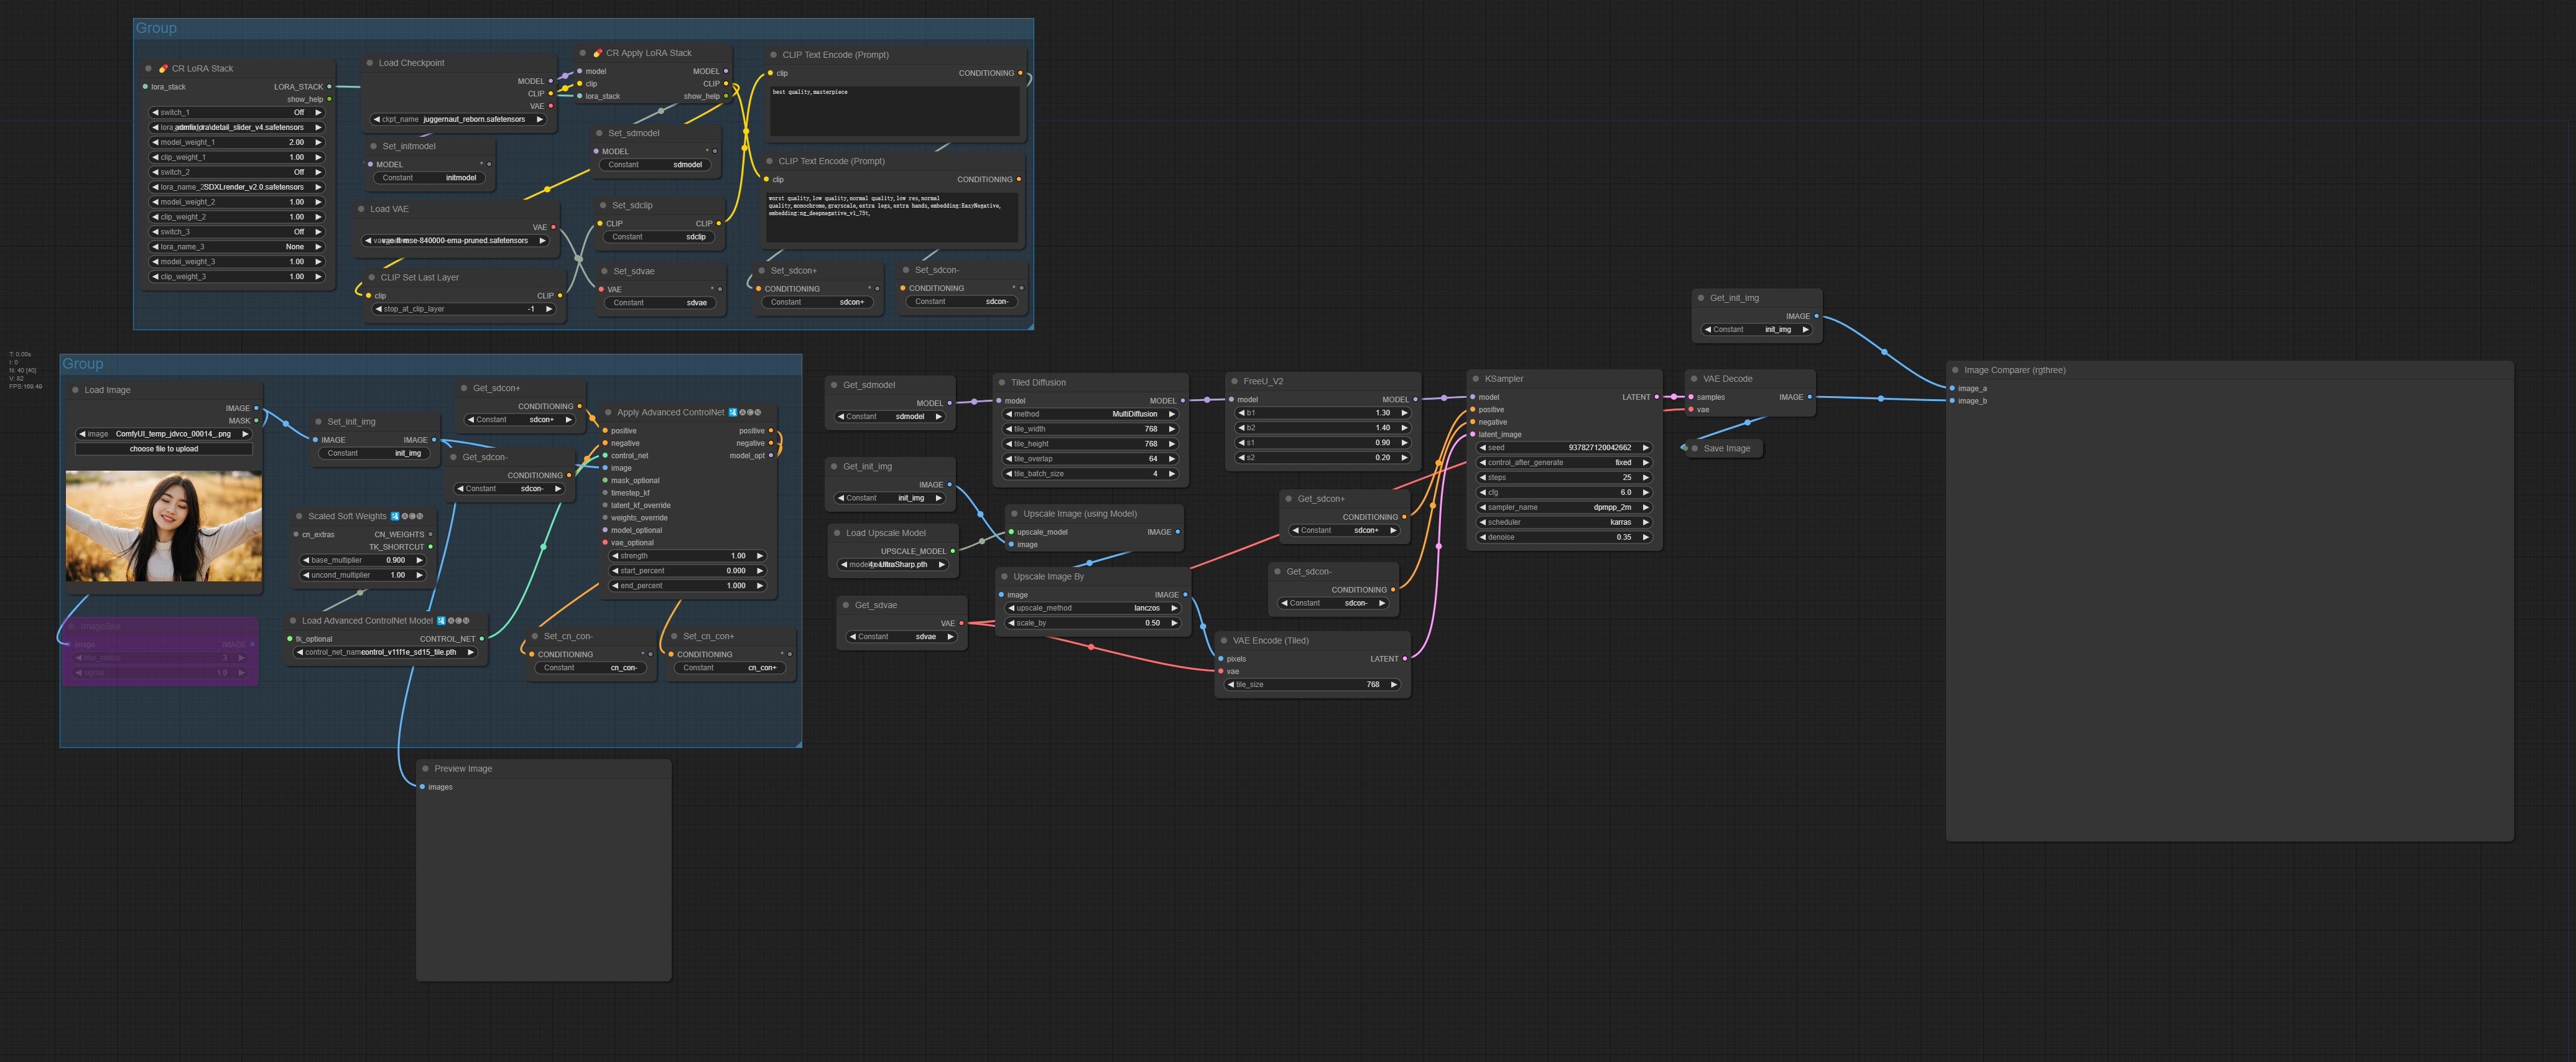 Group
CR LoRA Stack
lora_stack LORA_STACK
show_help
switch_1 Off
detail_slider_v4.safetensors
model_weight_1 2.00
clip_weight_1 1.00
switch_2 Off
lora_name_2 SDXLrender_v2.0.safetensors
model_weight_2 1.00
clip_weight_2 1.00
switch_3 Off
lora_name_3 None
model_weight_3 1.00
clip_weight_3 1.00
Load Checkpoint
MODEL
CLIP
VAE
ckpt_name juggernaut_reborn.safetensors
Set_initmodel
MODEL *
Constant initmodel
Load VAE
VAE
vae-ft-mse-840000-ema-pruned.safetensors
CLIP Set Last Layer
clip CLIP
stop_at_clip_layer -1
CR Apply LoRA Stack
model MODEL
clip CLIP
lora_stack show_help
Set_sdmodel
MODEL *
Constant sdmodel
Set_sdclip
CLIP CLIP
Constant sdclip
Set_sdvae
VAE *
Constant sdvae
CLIP Text Encode (Prompt)
clip CONDITIONING
best quality,masterpiece
CLIP Text Encode (Prompt)
clip CONDITIONING
worst quality,low quality,normal quality,low res,normal
quality,monochrome,grayscale,extra legs,extra hands,embedding:EasyNegative,
embedding:ng_deepnegative_v1_75t,
Set_sdcon+
CONDITIONING *
Constant sdcon+
Set_sdcon-
CONDITIONING *
Constant sdcon-
T: 0.00s
I: 0
N: 40 [40]
V: 82
FPS:169.49
Group
Load Image
IMAGE
MASK
image ComfyUI_temp_jdvco_00014_.png
choose file to upload
ImageBlur
image IMAGE
blur_radius 3
sigma 1.0
Set_init_img
IMAGE IMAGE
Constant init_img
Scaled Soft Weights
cn_extras CN_WEIGHTS
TK_SHORTCUT
base_multiplier 0.900
uncond_multiplier 1.00
Load Advanced ControlNet Model
tk_optional CONTROL_NET
control_net_name control_v11f1e_sd15_tile.pth
Get_sdcon+
CONDITIONING
Constant sdcon+
Get_sdcon-
CONDITIONING
Constant sdcon-
Apply Advanced ControlNet
positive positive
negative negative
control_net model_opt
image
mask_optional
timestep_kf
latent_kf_override
weights_override
model_optional
vae_optional
strength 1.00
start_percent 0.000
end_percent 1.000
Set_cn_con-
CONDITIONING *
Constant cn_con-
Set_cn_con+
CONDITIONING *
Constant cn_con+
Preview Image
images
Get_sdmodel
MODEL
Constant sdmodel
Get_init_img
IMAGE
Constant init_img
Load Upscale Model
UPSCALE_MODEL
4x-UltraSharp.pth
Get_sdvae
VAE
Constant sdvae
Tiled Diffusion
model MODEL
method MultiDiffusion
tile_width 768
tile_height 768
tile_overlap 64
tile_batch_size 4
Upscale Image (using Model)
upscale_model IMAGE
image
Upscale Image By
image IMAGE
upscale_method lanczos
scale_by 0.50
FreeU_V2
model MODEL
b1 1.30
b2 1.40
s1 0.90
s2 0.20
Get_sdcon+
CONDITIONING
Constant sdcon+
Get_sdcon-
CONDITIONING
Constant sdcon-
VAE Encode (Tiled)
pixels LATENT
vae
tile_size 768
KSampler
model LATENT
positive
negative
latent_image
seed 937827120042662
control_after_generate fixed
steps 25
cfg 6.0
sampler_name dpmpp_2m
scheduler karras
denoise 0.35
Get_init_img
IMAGE
Constant init_img
VAE Decode
samples IMAGE
vae
Save Image
Image Comparer (rgthree)
image_a
image_b